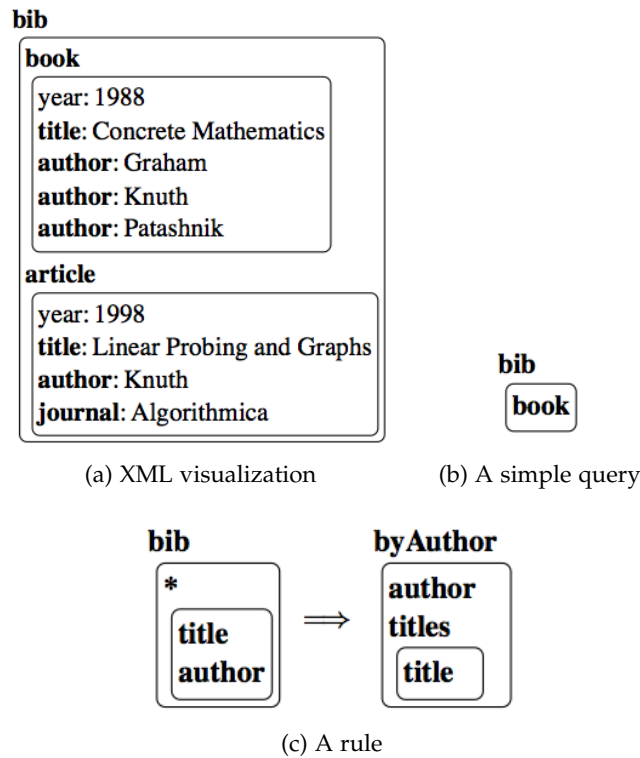 bib
book
year: 1988
title: Concrete Mathematics
author: Graham
author: Knuth
author: Patashnik
article
year: 1998
title: Linear Probing and Graphs
author: Knuth
journal: Algorithmica
(a) XML visualization
bib
book
(b) A simple query
bib
*
title
author
⟹
byAuthor
author
titles
title
(c) A rule